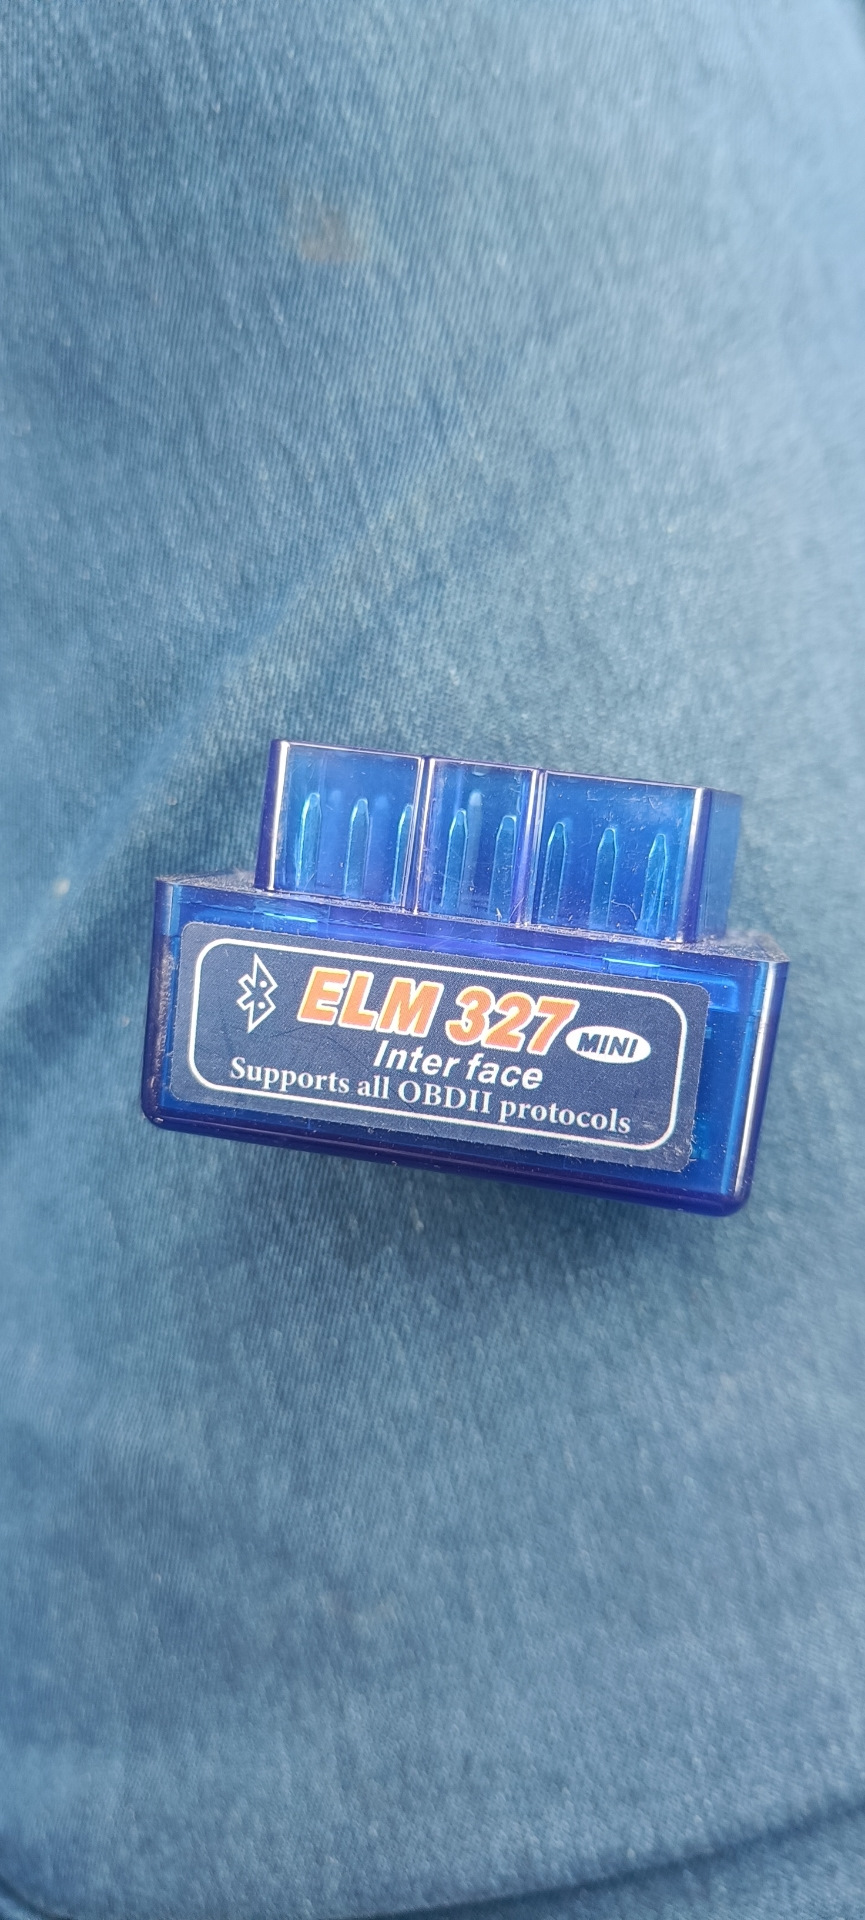 ELM 327 MINI
Inter face
Supports all OBDII protocols